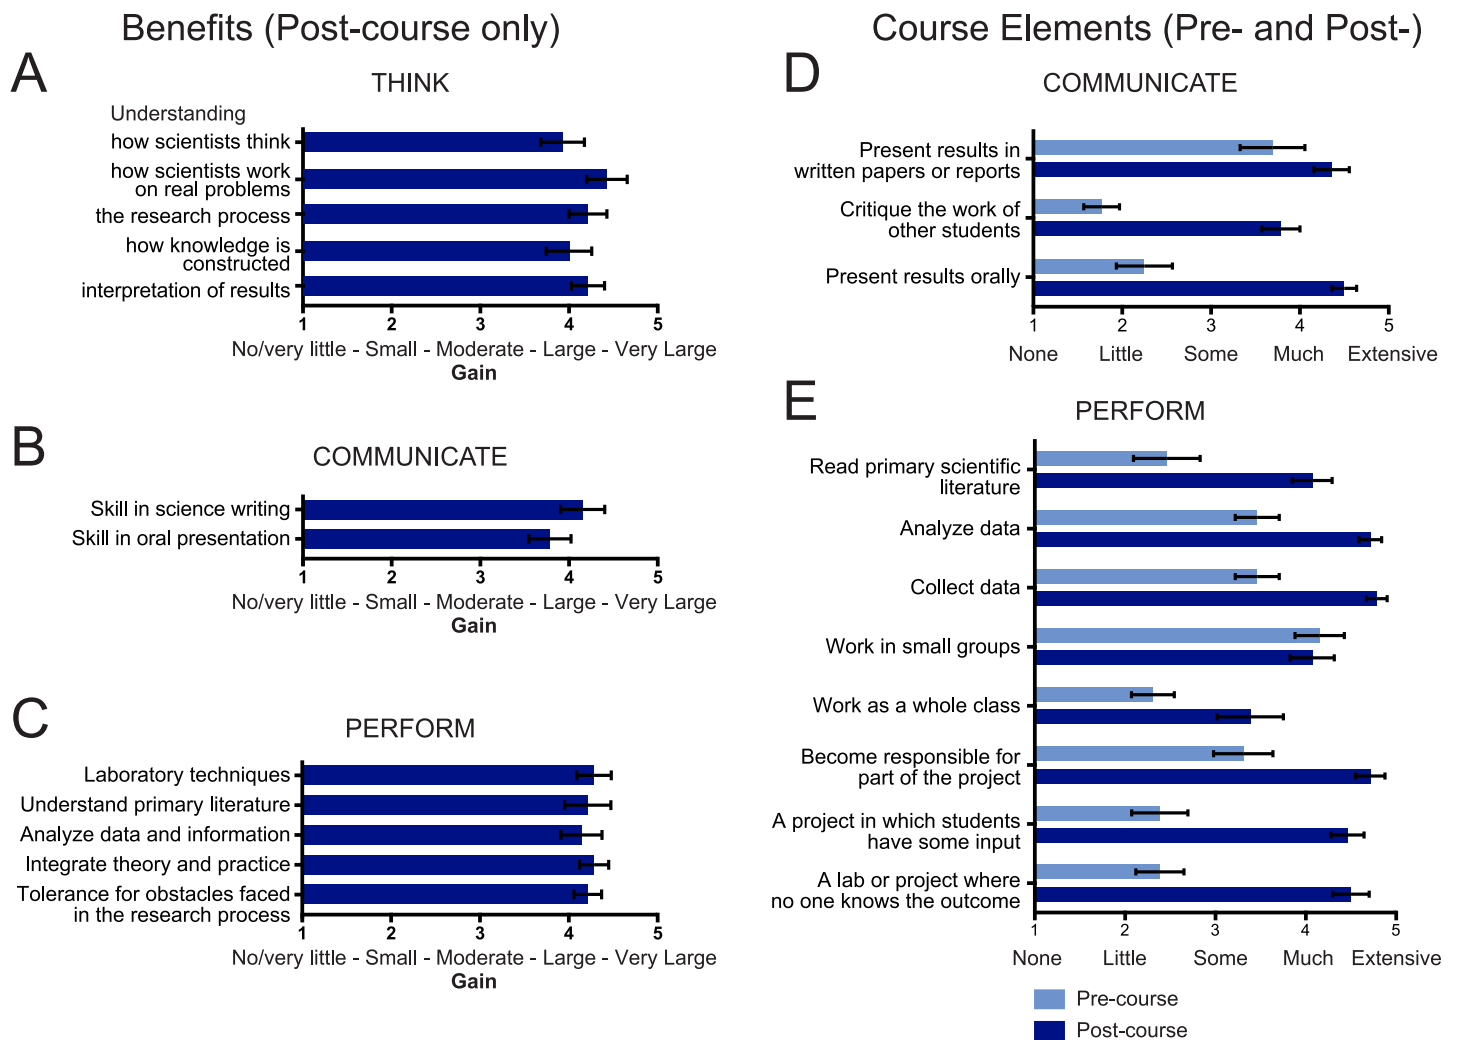 Benefits (Post-course only)
A
THINK
Understanding
how scientists think
how scientists work
on real problems
the research process
how knowledge is
constructed
interpretation of results
1 2 3 4 5
No/very little - Small - Moderate - Large - Very Large
Gain
B
COMMUNICATE
Skill in science writing
Skill in oral presentation
1 2 3 4 5
No/very little - Small - Moderate - Large - Very Large
Gain
C
PERFORM
Laboratory techniques
Understand primary literature
Analyze data and information
Integrate theory and practice
Tolerance for obstacles faced
in the research process
1 2 3 4 5
No/very little - Small - Moderate - Large - Very Large
Gain
Course Elements (Pre- and Post-)
D
COMMUNICATE
Present results in
written papers or reports
Critique the work of
other students
Present results orally
1 2 3 4 5
None Little Some Much Extensive
E
PERFORM
Read primary scientific
literature
Analyze data
Collect data
Work in small groups
Work as a whole class
Become responsible for
part of the project
A project in which students
have some input
A lab or project where
no one knows the outcome
1 2 3 4 5
None Little Some Much Extensive
Pre-course
Post-course